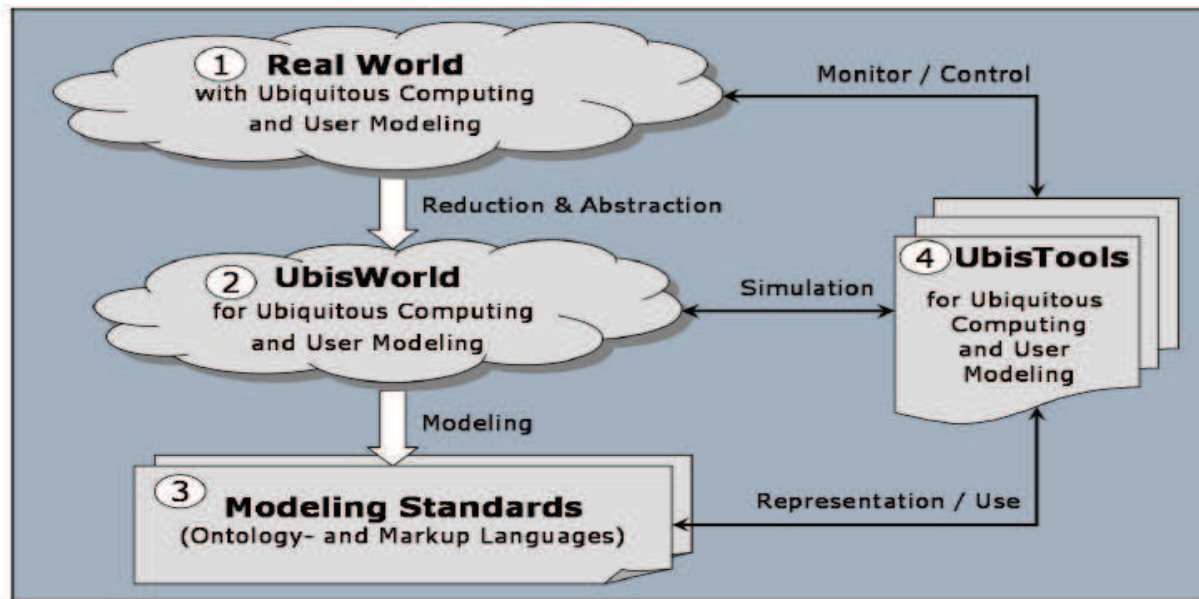 1 Real World
with Ubiquitous Computing
and User Modeling
Monitor / Control
Reduction & Abstraction
2 UbisWorld
for Ubiquitous Computing
and User Modeling
Simulation
4 UbisTools
for Ubiquitous
Computing
and User
Modeling
Modeling
3 Modeling Standards
(Ontology- and Markup Languages)
Representation / Use